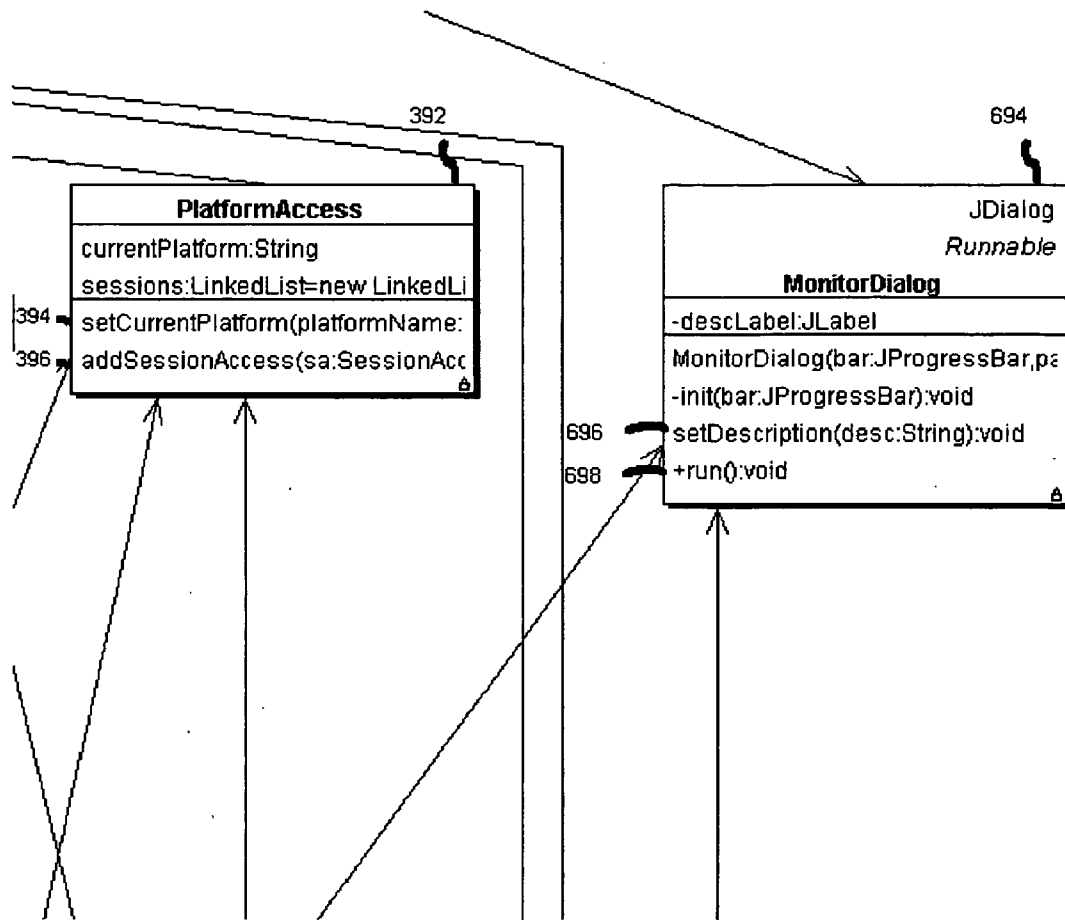 392
PlatformAccess
currentPlatform:String
sessions:LinkedList=new LinkedLi
394
setCurrentPlatform(platformName:
396
addSessionAccess(sa:SessionAcc
694
JDialog
Runnable
MonitorDialog
-descLabel:JLabel
MonitorDialog(bar:JProgressBar,pa
-init(bar:JProgressBar):void
696
setDescription(desc:String):void
698
+run():void